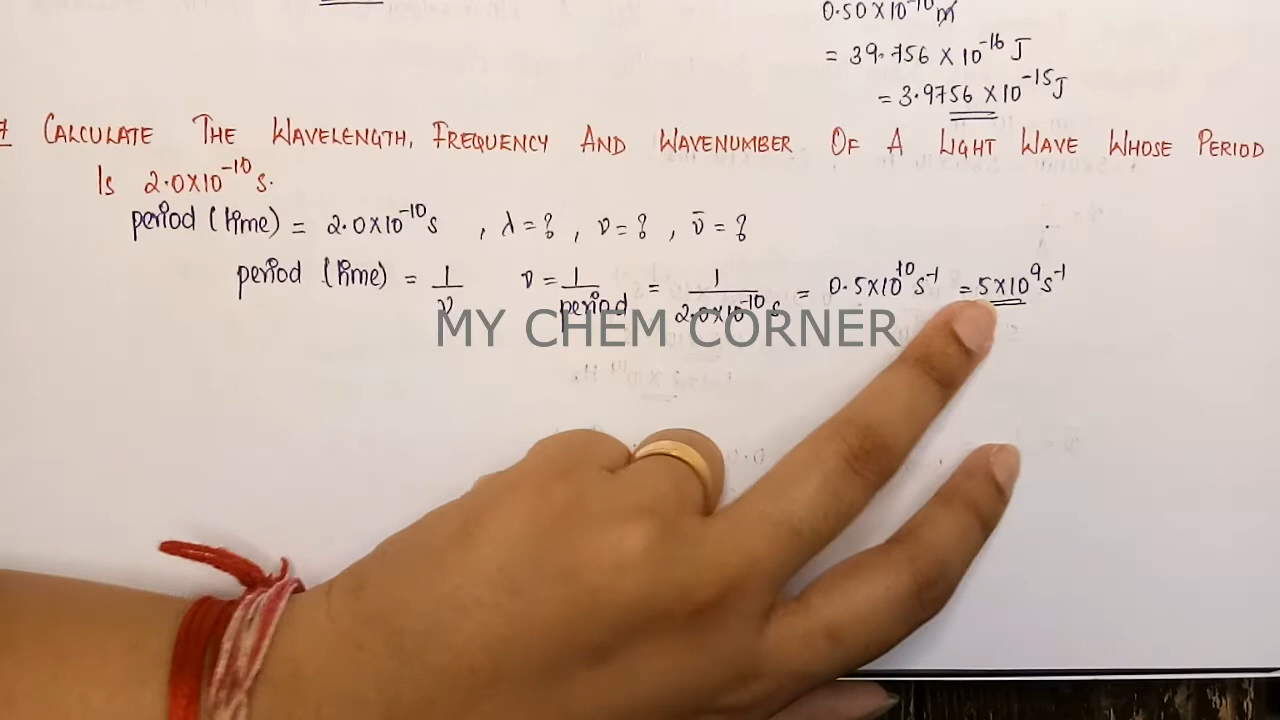 0.50×10⁻¹⁰m
= 39.756 × 10⁻¹⁶ J
= 3.9756 × 10⁻¹⁵ J
7 CALCULATE THE WAVELENGTH, FREQUENCY AND WAVENUMBER OF A LIGHT WAVE WHOSE PERIOD
IS 2.0×10⁻¹⁰ s.
period (time) = 2.0×10⁻¹⁰ s , λ = ? , ν = ? , ν̄ = ?
period (time) = 1/ν ν = 1/period = 1/2.0×10⁻¹⁰ s = 0.5×10¹⁰ s⁻¹ = 5×10⁹ s⁻¹
MY CHEM CORNER